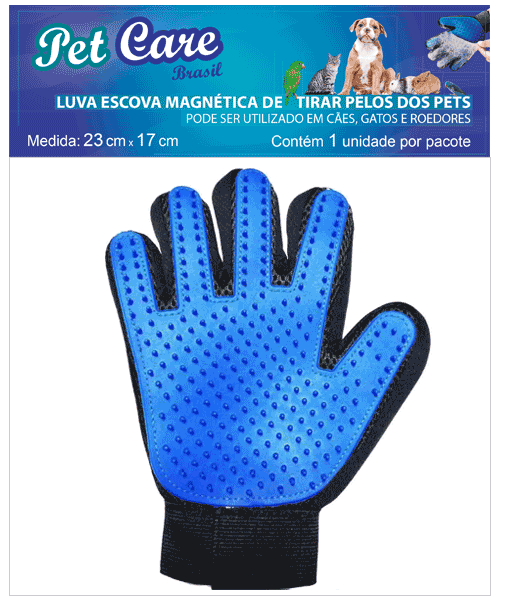 Pet Care
Brasil
LUVA ESCOVA MAGNÉTICA DE TIRAR PELOS DOS PETS
PODE SER UTILIZADO EM CÃES, GATOS E ROEDORES
Medida: 23 cm x 17 cm
Contém 1 unidade por pacote